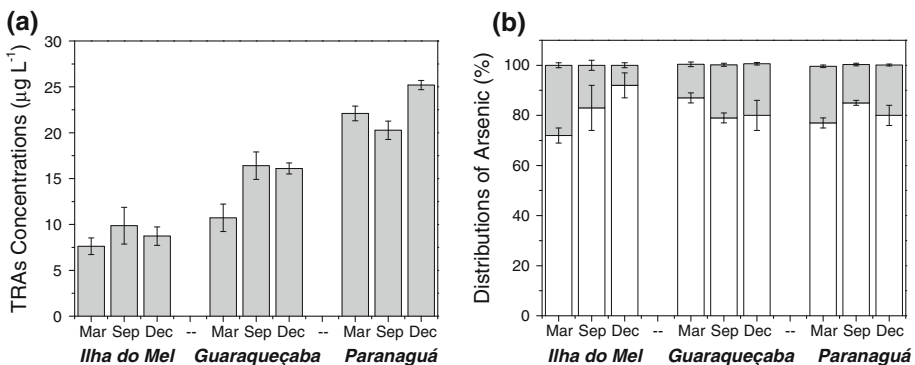 (a)
TRAs Concentrations (µg L⁻¹)
30
25
20
15
10
5
0
Mar Sep Dec -- Mar Sep Dec -- Mar Sep Dec
Ilha do Mel Guaraqueçaba Paranaguá
(b)
Distributions of Arsenic (%)
100
80
60
40
20
0
Mar Sep Dec -- Mar Sep Dec -- Mar Sep Dec
Ilha do Mel Guaraqueçaba Paranaguá